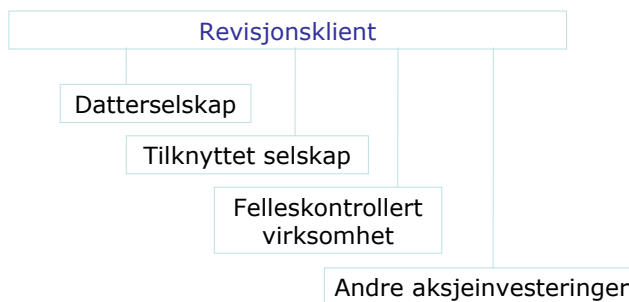 Revisjonsklient
Datterselskap
Tilknyttet selskap
Felleskontrollert
virksomhet
Andre aksjeinvesteringer